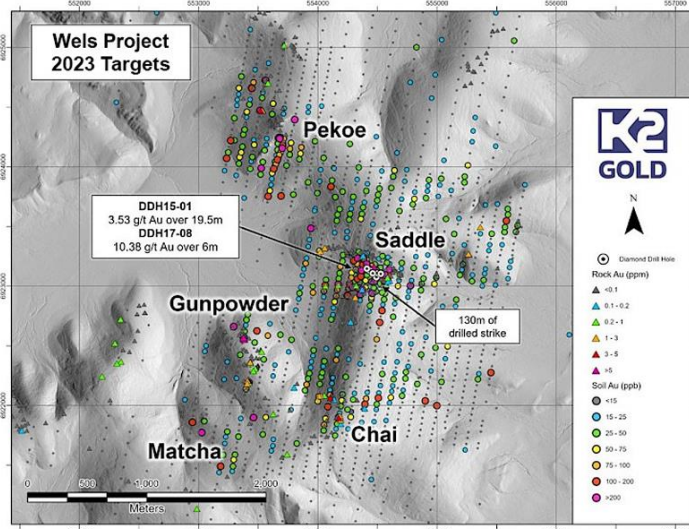 552000
553000
554000
555000
556000
557000
Wels Project
2023 Targets
6925000
6924000
6923000
6922000
Pekoe
DDH15-01
3.53 g/t Au over 19.5m
DDH17-08
10.38 g/t Au over 6m
Saddle
Gunpowder
130m of
drilled strike
Chai
Matcha
0 500 1,000 2,000
Meters
K2
GOLD
N
Diamond Drill Hole
Rock Au (ppm)
<0.1
0.1 - 0.2
0.2 - 1
1 - 3
3 - 5
>5
Soil Au (ppb)
<15
15 - 25
25 - 50
50 - 75
75 - 100
100 - 200
>200